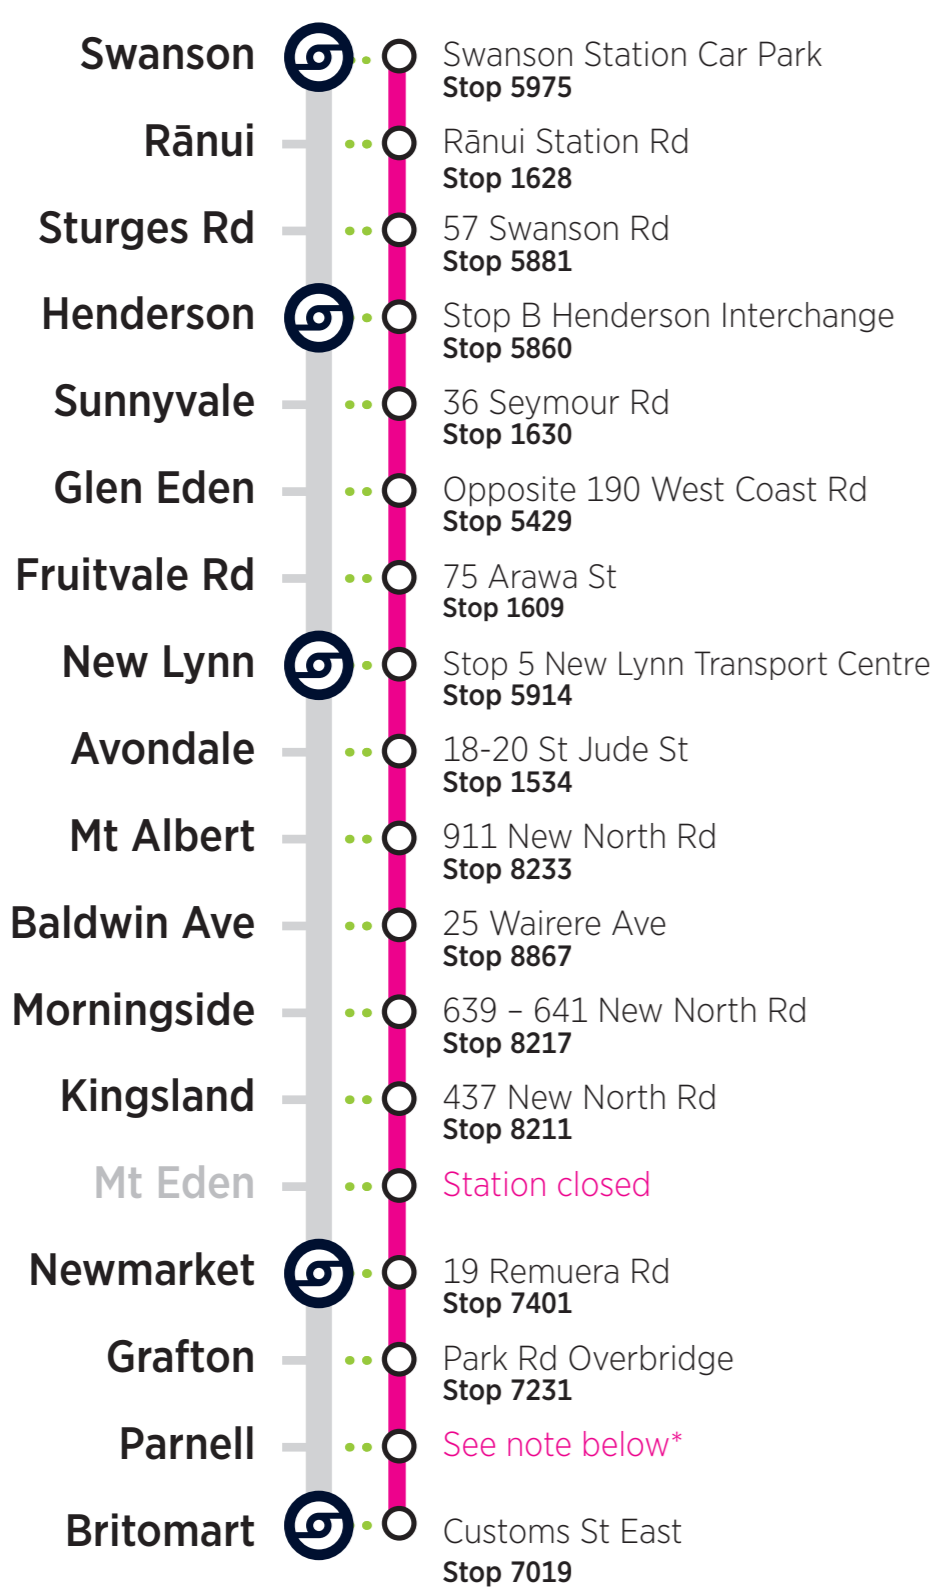 Swanson
Swanson Station Car Park
Stop 5975
Rānui
Rānui Station Rd
Stop 1628
Sturges Rd
57 Swanson Rd
Stop 5881
Henderson
Stop B Henderson Interchange
Stop 5860
Sunnyvale
36 Seymour Rd
Stop 1630
Glen Eden
Opposite 190 West Coast Rd
Stop 5429
Fruitvale Rd
75 Arawa St
Stop 1609
New Lynn
Stop 5 New Lynn Transport Centre
Stop 5914
Avondale
18-20 St Jude St
Stop 1534
Mt Albert
911 New North Rd
Stop 8233
Baldwin Ave
25 Wairere Ave
Stop 8867
Morningside
639 – 641 New North Rd
Stop 8217
Kingsland
437 New North Rd
Stop 8211
Mt Eden
Station closed
Newmarket
19 Remuera Rd
Stop 7401
Grafton
Park Rd Overbridge
Stop 7231
Parnell
See note below*
Britomart
Customs St East
Stop 7019